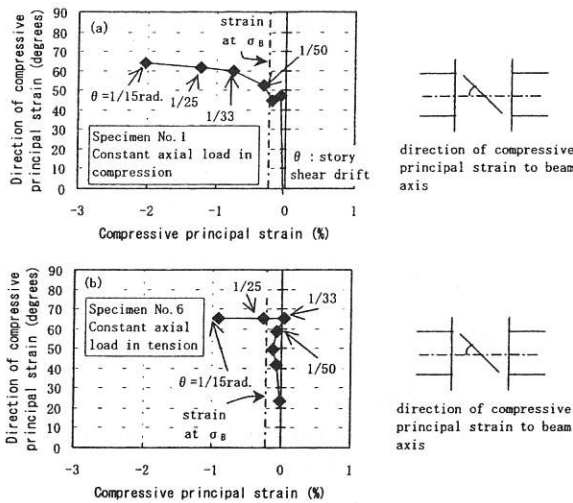 (a)
strain
at σB
1/50
θ=1/15rad.
1/25
1/33
Specimen No.1
Constant axial load in
compression
θ : story
shear drift
Direction of compressive
principal strain (degrees)
90
80
70
60
50
40
30
20
10
0
-3
-2
-1
0
Compressive principal strain (%)
direction of compressive
principal strain to beam
axis
(b)
1/25
1/33
Specimen No.6
Constant axial
load in tension
1/50
θ=1/15rad.
strain
at σB
Direction of compressive
principal strain (degrees)
90
80
70
60
50
40
30
20
10
0
-3
-2
-1
0
Compressive principal strain (%)
direction of compressive
principal strain to beam
axis